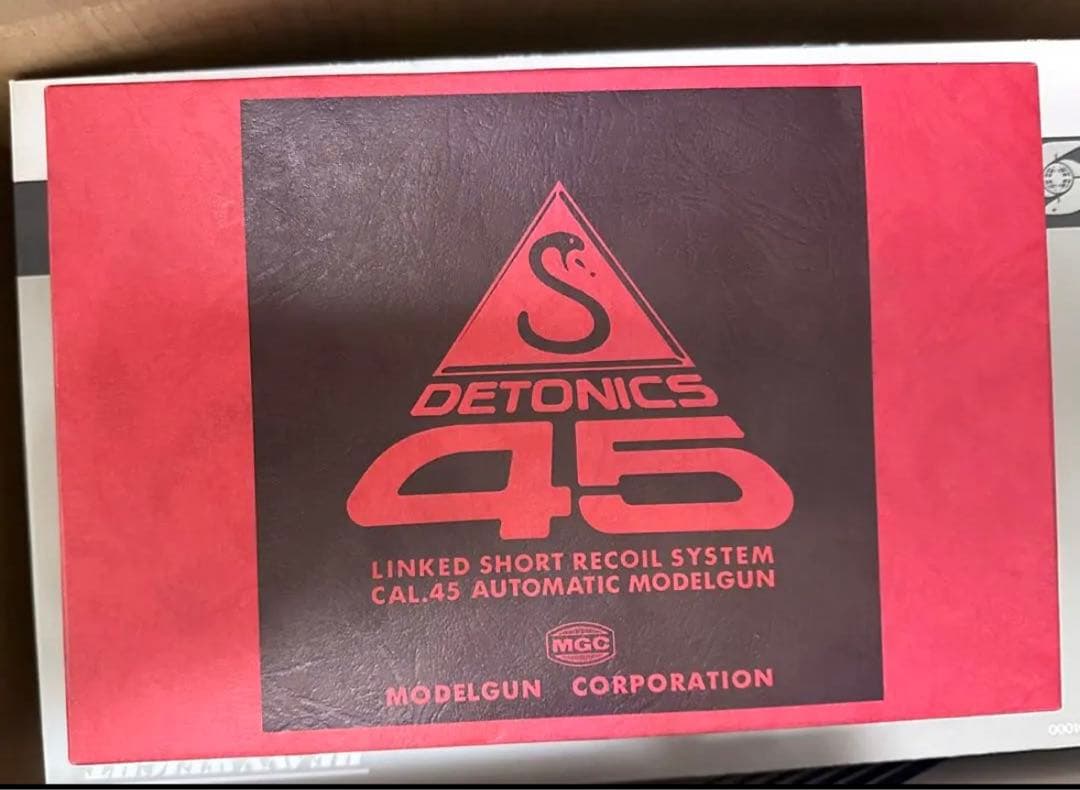 DETONICS
45
LINKED SHORT RECOIL SYSTEM
CAL.45 AUTOMATIC MODELGUN
MGC
MODELGUN CORPORATION